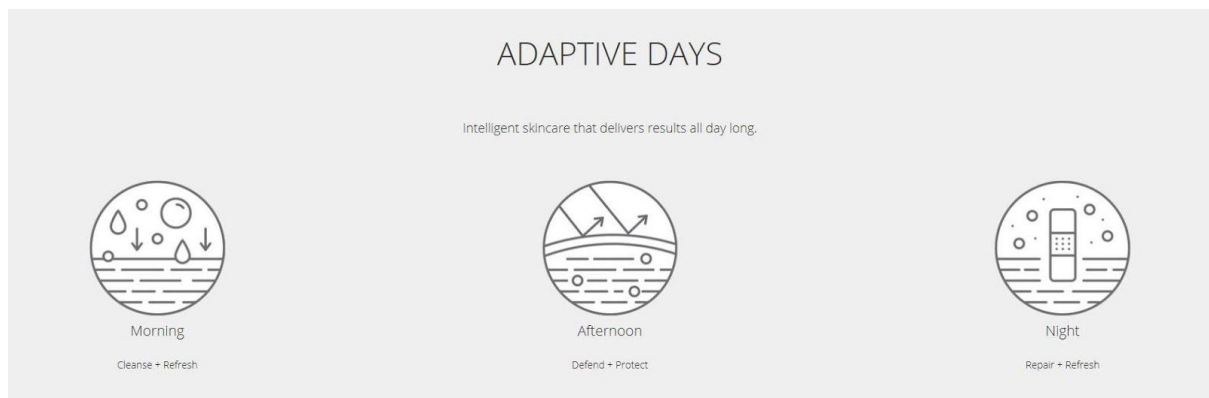 ADAPTIVE DAYS
Intelligent skincare that delivers results all day long.
Morning
Cleanse + Refresh
Afternoon
Defend + Protect
Night
Repair + Refresh